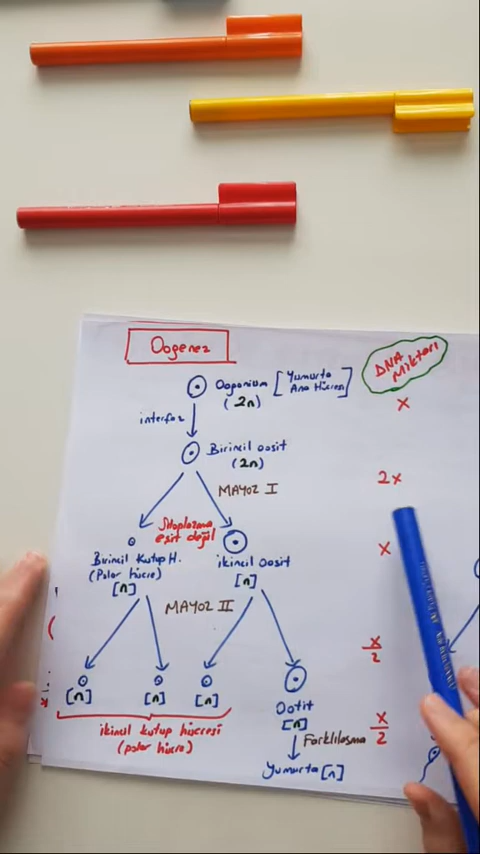 Oogenez
DNA
Miktarı
Oogonium [Yumurta
Ana Hücresi]
(2n)
x
interfaz
Birincil oosit
(2n)
2x
MAYOZ I
Sitoplazma
eşit değil
x
Birincil Kutup H.
(Polar hücre)
[n]
ikincil oosit
[n]
MAYOZ II
x/2
[n]
[n]
[n]
Ootit
[n]
x/2
ikincil kutup hücresi
(polar hücre)
Farklılaşma
Yumurta [n]